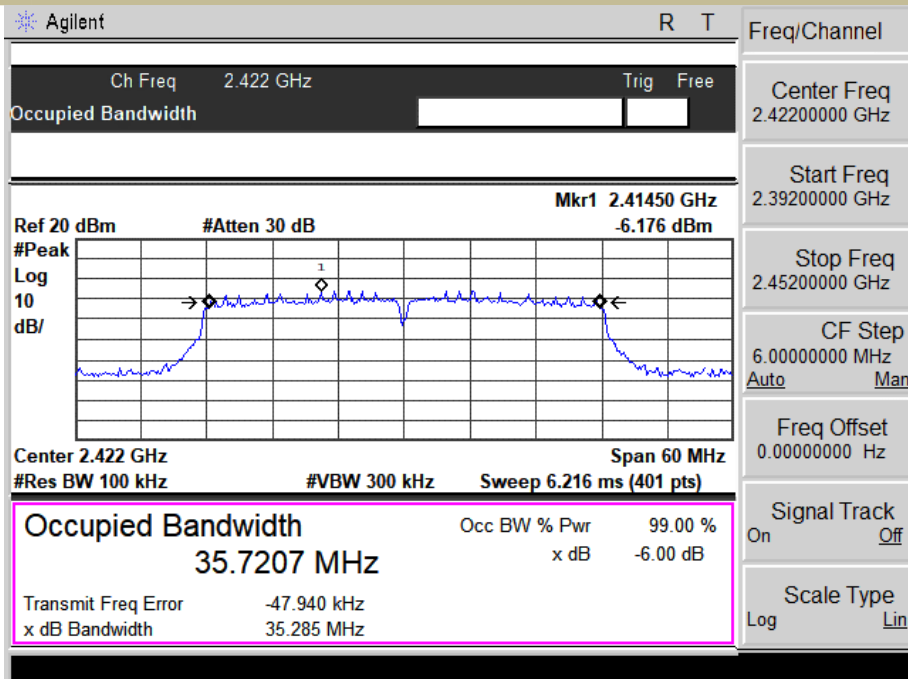 Agilent R T
Ch Freq 2.422 GHz Trig Free
Occupied Bandwidth
Mkr1 2.41450 GHz
Ref 20 dBm #Atten 30 dB -6.176 dBm
#Peak
Log
10
dB/
1
Center 2.422 GHz Span 60 MHz
#Res BW 100 kHz #VBW 300 kHz Sweep 6.216 ms (401 pts)
Occupied Bandwidth Occ BW % Pwr 99.00 %
35.7207 MHz x dB -6.00 dB
Transmit Freq Error -47.940 kHz
x dB Bandwidth 35.285 MHz
Freq/Channel
Center Freq
2.42200000 GHz
Start Freq
2.39200000 GHz
Stop Freq
2.45200000 GHz
CF Step
6.00000000 MHz
Auto Man
Freq Offset
0.00000000 Hz
Signal Track
On Off
Scale Type
Log Lin